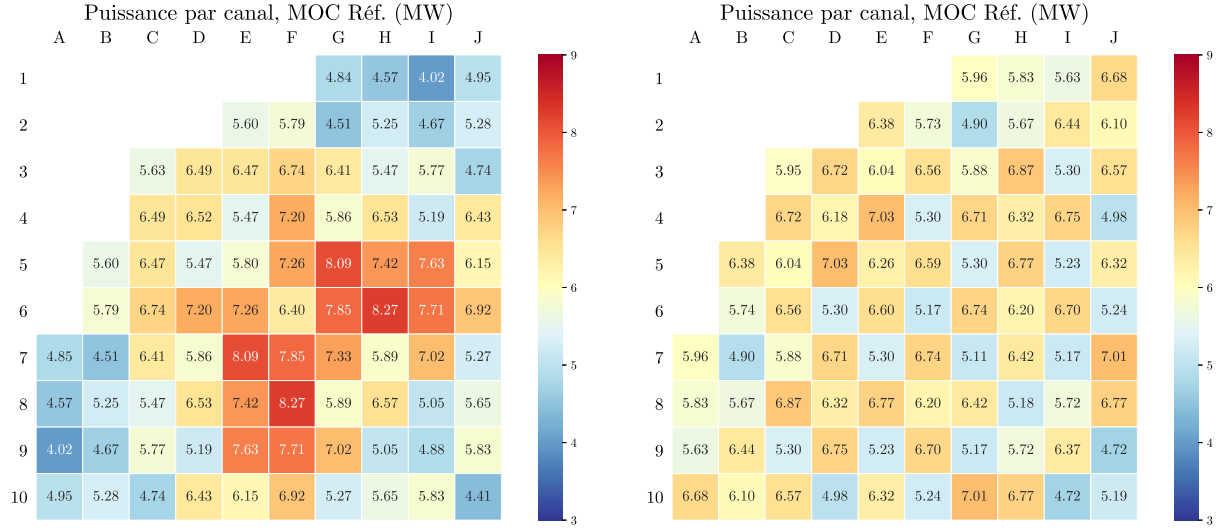 Puissance par canal, MOC Réf. (MW)
A B C D E F G H I J
1 4.84 4.57 4.02 4.95
2 5.60 5.79 4.51 5.25 4.67 5.28
3 5.63 6.49 6.47 6.74 6.41 5.47 5.77 4.74
4 6.49 6.52 5.47 7.20 5.86 6.53 5.19 6.43
5 5.60 6.47 5.47 5.80 7.26 8.09 7.42 7.63 6.15
6 5.79 6.74 7.20 7.26 6.40 7.85 8.27 7.71 6.92
7 4.85 4.51 6.41 5.86 8.09 7.85 7.33 5.89 7.02 5.27
8 4.57 5.25 5.47 6.53 7.42 8.27 5.89 6.57 5.05 5.65
9 4.02 4.67 5.77 5.19 7.63 7.71 7.02 5.05 4.88 5.83
10 4.95 5.28 4.74 6.43 6.15 6.92 5.27 5.65 5.83 4.41
9
8
7
6
5
4
3
Puissance par canal, MOC Réf. (MW)
A B C D E F G H I J
1 5.96 5.83 5.63 6.68
2 6.38 5.73 4.90 5.67 6.44 6.10
3 5.95 6.72 6.04 6.56 5.88 6.87 5.30 6.57
4 6.72 6.18 7.03 5.30 6.71 6.32 6.75 4.98
5 6.38 6.04 7.03 6.26 6.59 5.30 6.77 5.23 6.32
6 5.74 6.56 5.30 6.60 5.17 6.74 6.20 6.70 5.24
7 5.96 4.90 5.88 6.71 5.30 6.74 5.11 6.42 5.17 7.01
8 5.83 5.67 6.87 6.32 6.77 6.20 6.42 5.18 5.72 6.77
9 5.63 6.44 5.30 6.75 5.23 6.70 5.17 5.72 6.37 4.72
10 6.68 6.10 6.57 4.98 6.32 5.24 7.01 6.77 4.72 5.19
9
8
7
6
5
4
3